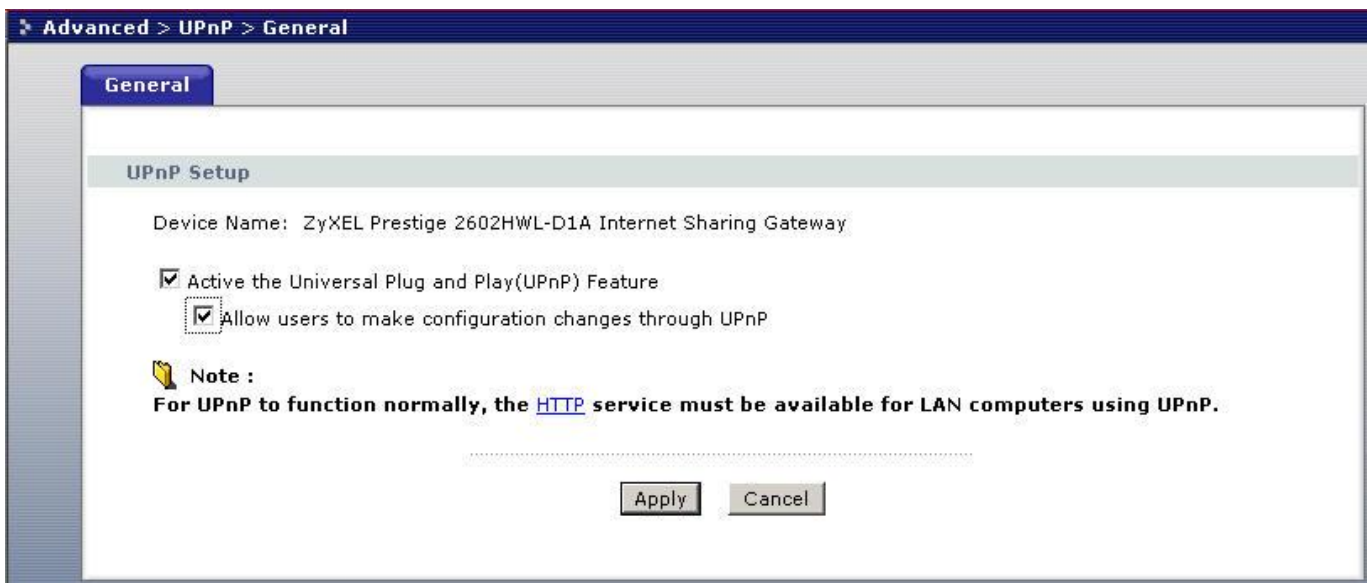 Advanced > UPnP > General
General
UPnP Setup
Device Name: ZyXEL Prestige 2602HWL-D1A Internet Sharing Gateway
Active the Universal Plug and Play(UPnP) Feature
Allow users to make configuration changes through UPnP
Note :
For UPnP to function normally, the HTTP service must be available for LAN computers using UPnP.
Apply Cancel